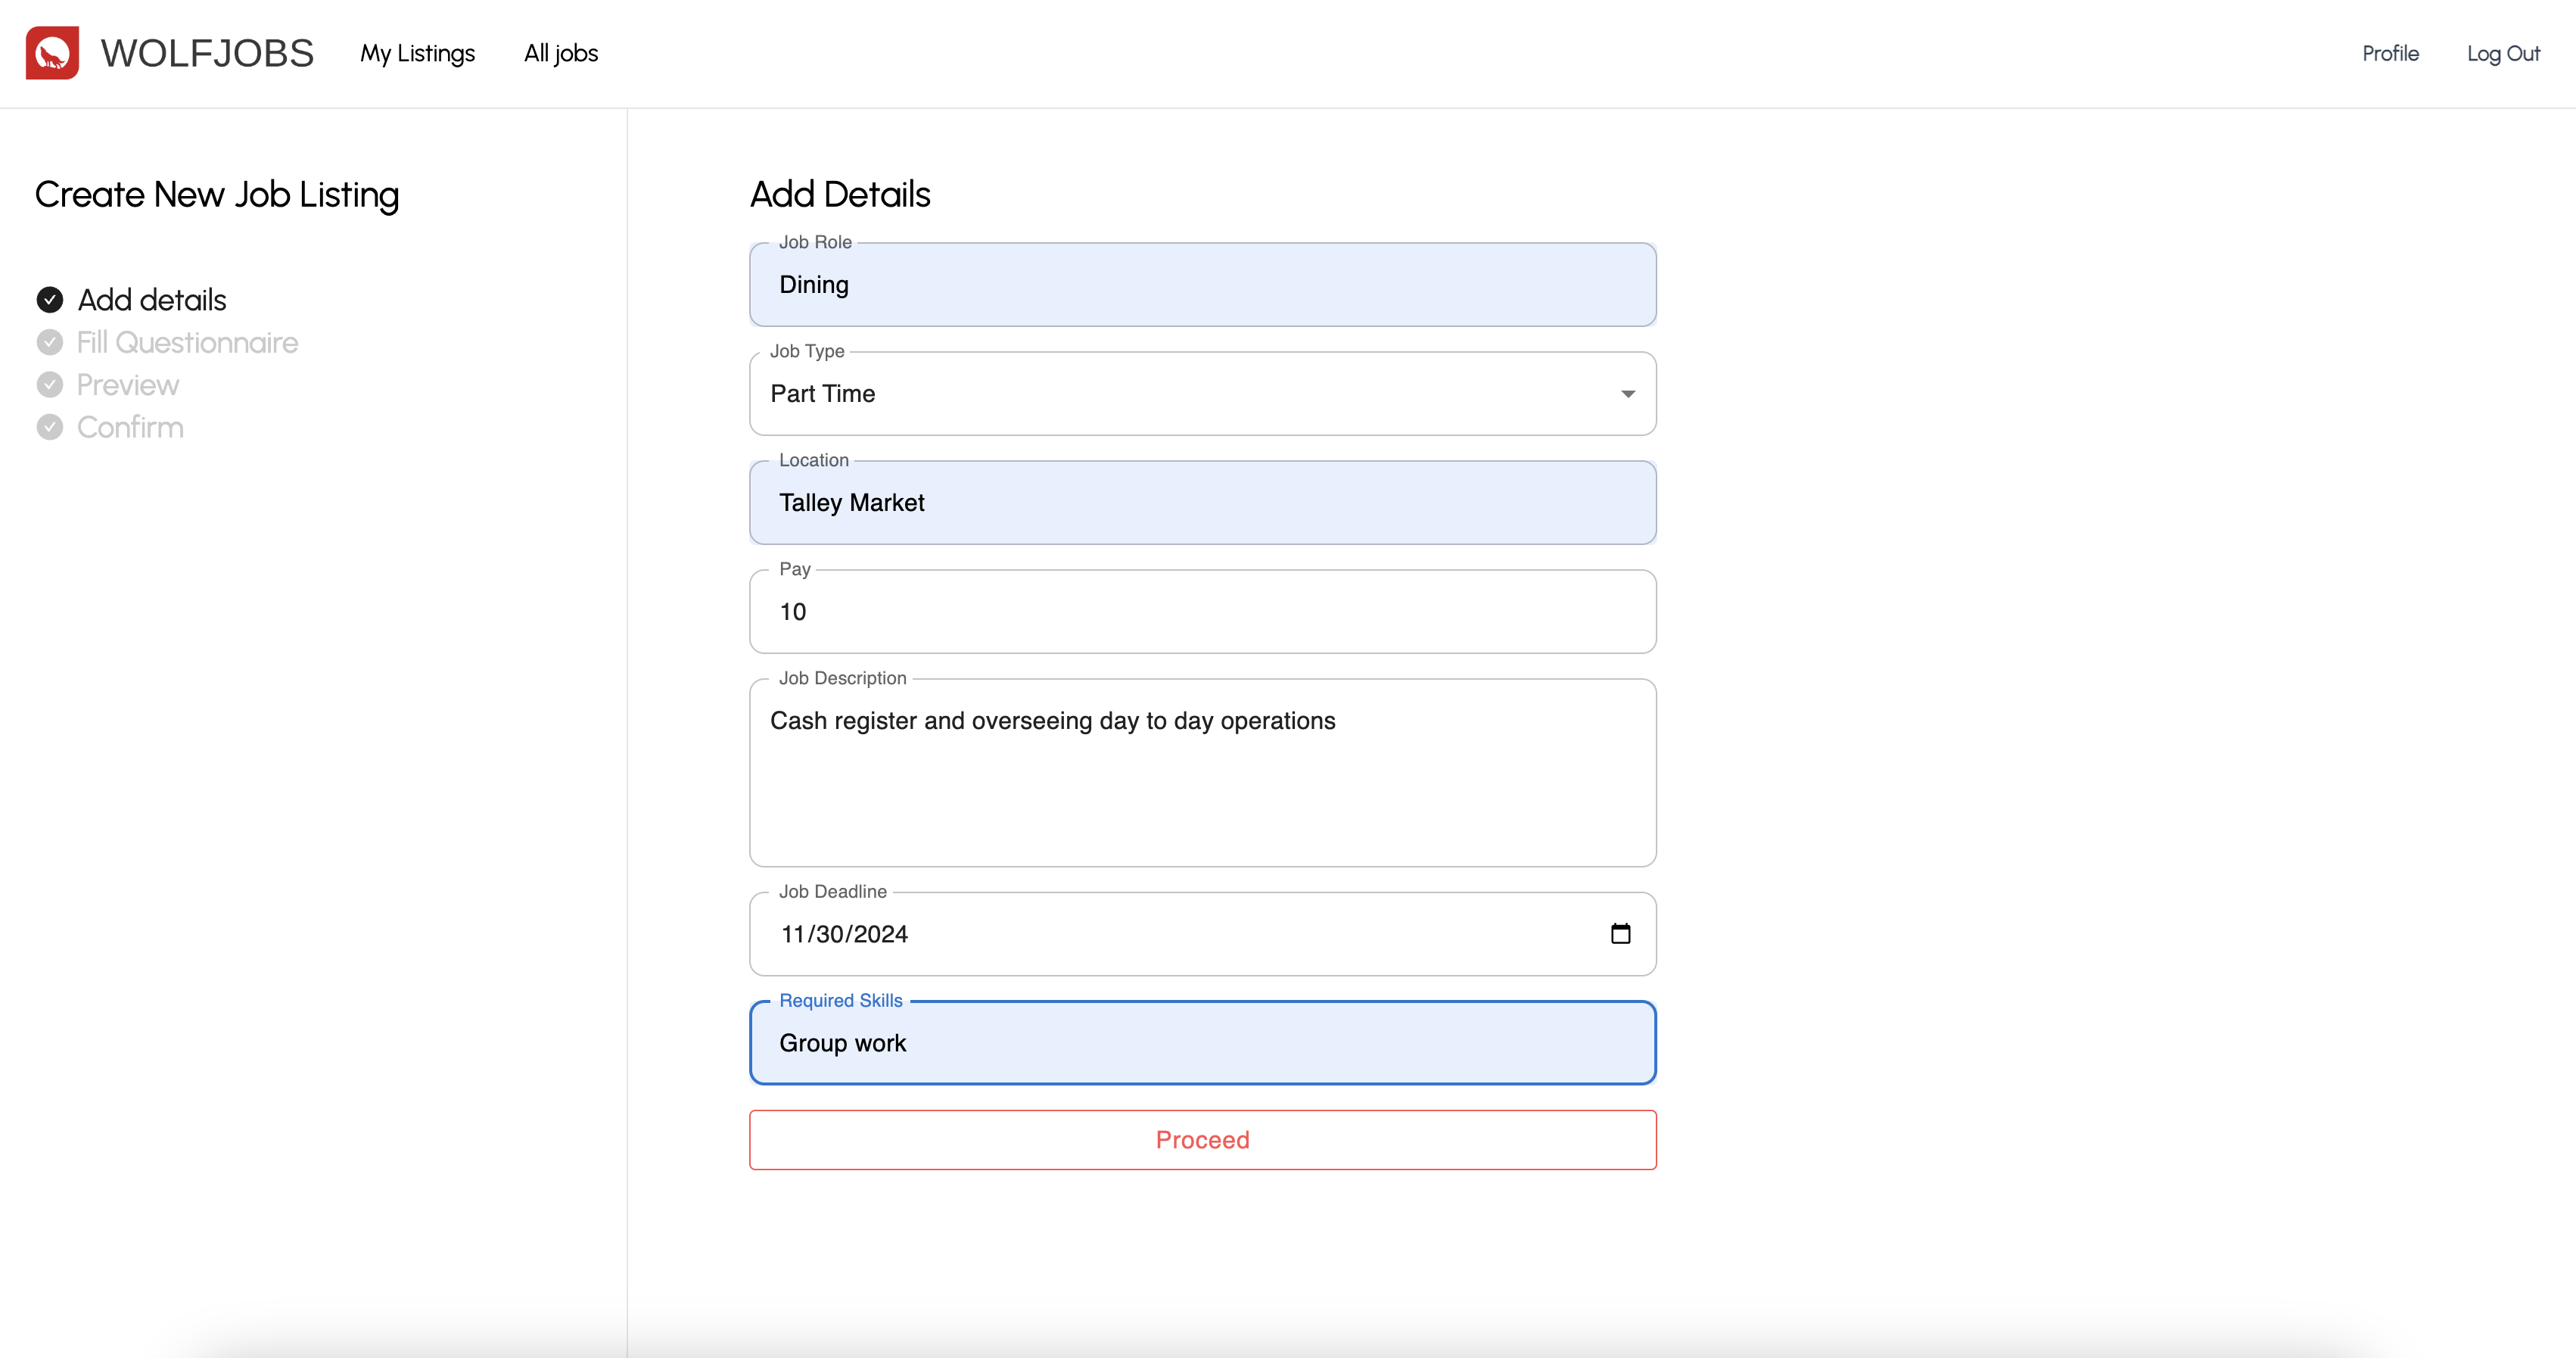 WOLFJOBS My Listings All jobs Profile Log Out
Create New Job Listing
Add details
Fill Questionnaire
Preview
Confirm
Add Details
Job Role
Dining
Job Type
Part Time
Location
Talley Market
Pay
10
Job Description
Cash register and overseeing day to day operations
Job Deadline
11/30/2024
Required Skills
Group work
Proceed